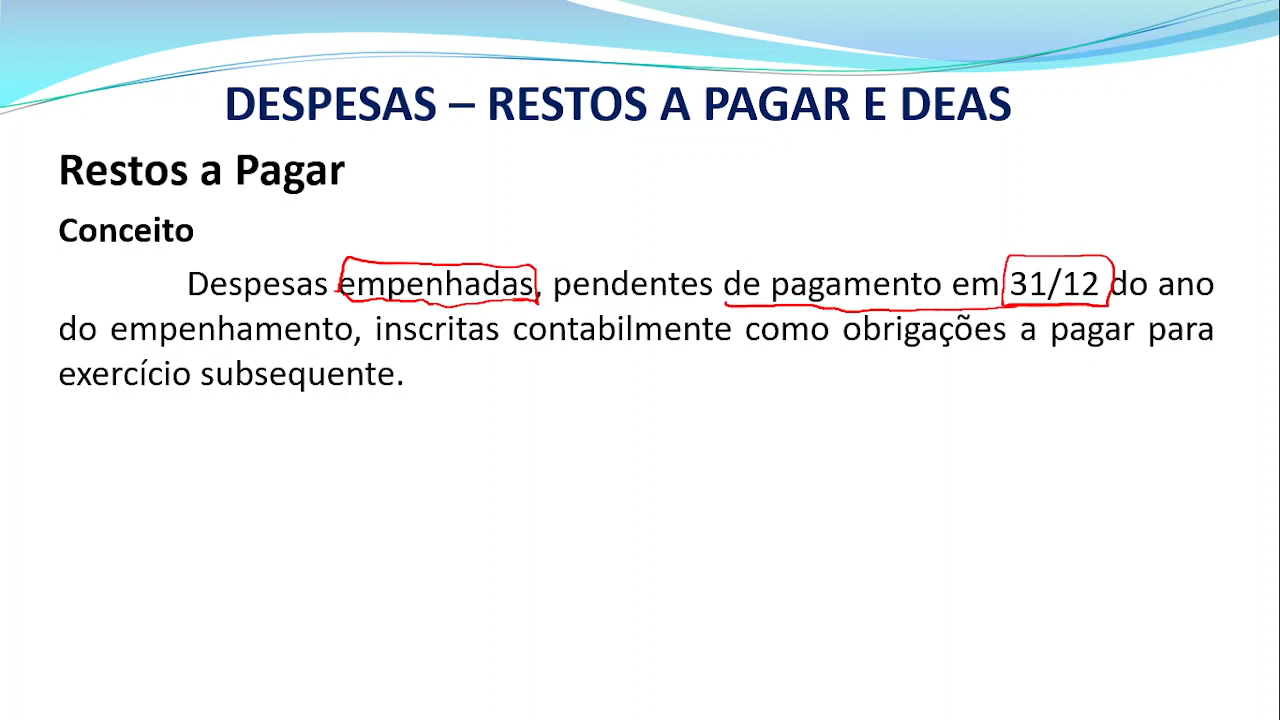 DESPESAS – RESTOS A PAGAR E DEAS
Restos a Pagar
Conceito
Despesas empenhadas, pendentes de pagamento em 31/12 do ano
do empenhamento, inscritas contabilmente como obrigações a pagar para
exercício subsequente.